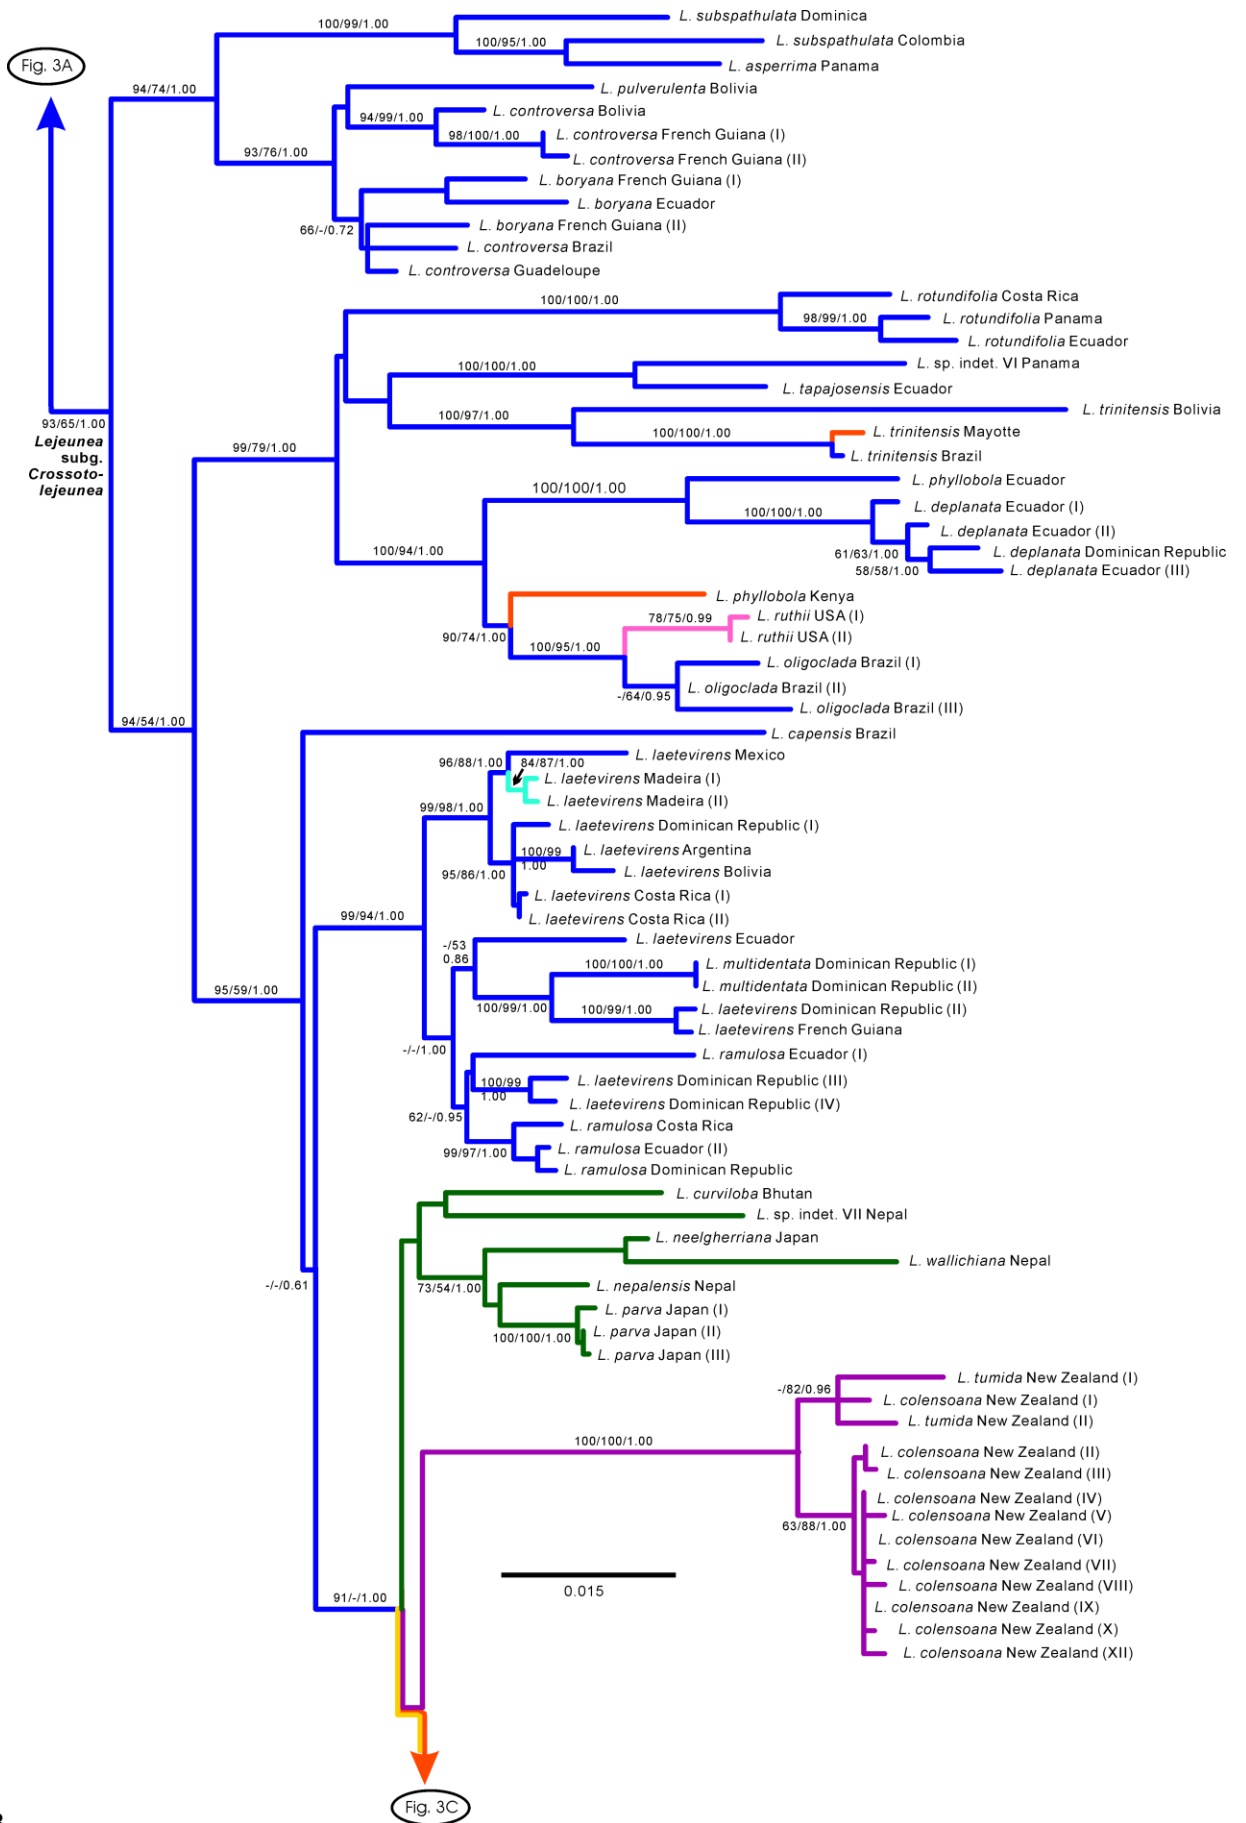 100/99/1.00
L. subspathulata Dominica
Fig. 3A
100/95/1.00
L. subspathulata Colombia
L. asperrima Panama
94/74/1.00
L. pulverulenta Bolivia
94/99/1.00
L. controversa Bolivia
98/100/1.00
L. controversa French Guiana (I)
L. controversa French Guiana (II)
93/76/1.00
L. boryana French Guiana (I)
L. boryana Ecuador
66/-/0.72
L. boryana French Guiana (II)
L. controversa Brazil
L. controversa Guadeloupe
100/100/1.00
L. rotundifolia Costa Rica
98/99/1.00
L. rotundifolia Panama
L. rotundifolia Ecuador
100/100/1.00
L. sp. indet. VI Panama
L. tapajosensis Ecuador
93/65/1.00
Lejeunea
subg.
Crossoto-
lejeunea
100/97/1.00
L. trinitensis Bolivia
100/100/1.00
L. trinitensis Mayotte
L. trinitensis Brazil
99/79/1.00
100/100/1.00
L. phyllobola Ecuador
100/100/1.00
L. deplanata Ecuador (I)
L. deplanata Ecuador (II)
61/63/1.00
L. deplanata Dominican Republic
58/58/1.00
L. deplanata Ecuador (III)
100/94/1.00
L. phyllobola Kenya
78/75/0.99
L. ruthii USA (I)
L. ruthii USA (II)
90/74/1.00
100/95/1.00
L. oligoclada Brazil (I)
-/64/0.95
L. oligoclada Brazil (II)
L. oligoclada Brazil (III)
94/54/1.00
L. capensis Brazil
L. laetevirens Mexico
96/88/1.00
84/87/1.00
L. laetevirens Madeira (I)
L. laetevirens Madeira (II)
99/98/1.00
L. laetevirens Dominican Republic (I)
100/99
1.00
L. laetevirens Argentina
L. laetevirens Bolivia
95/86/1.00
L. laetevirens Costa Rica (I)
L. laetevirens Costa Rica (II)
99/94/1.00
-/53
0.86
L. laetevirens Ecuador
100/100/1.00
L. multidentata Dominican Republic (I)
L. multidentata Dominican Republic (II)
95/59/1.00
100/99/1.00
100/99/1.00
L. laetevirens Dominican Republic (II)
L. laetevirens French Guiana
-/-/1.00
L. ramulosa Ecuador (I)
100/99
1.00
L. laetevirens Dominican Republic (III)
L. laetevirens Dominican Republic (IV)
62/-/0.95
L. ramulosa Costa Rica
99/97/1.00
L. ramulosa Ecuador (II)
L. ramulosa Dominican Republic
L. curviloba Bhutan
L. sp. indet. VII Nepal
L. neelgherriana Japan
L. wallichiana Nepal
-/-/0.61
73/54/1.00
L. nepalensis Nepal
L. parva Japan (I)
100/100/1.00
L. parva Japan (II)
L. parva Japan (III)
L. tumida New Zealand (I)
-/82/0.96
L. colensoana New Zealand (I)
L. tumida New Zealand (II)
100/100/1.00
L. colensoana New Zealand (II)
L. colensoana New Zealand (III)
L. colensoana New Zealand (IV)
L. colensoana New Zealand (V)
63/88/1.00
L. colensoana New Zealand (VI)
L. colensoana New Zealand (VII)
L. colensoana New Zealand (VIII)
0.015
91/-/1.00
L. colensoana New Zealand (IX)
L. colensoana New Zealand (X)
L. colensoana New Zealand (XII)
Fig. 3C